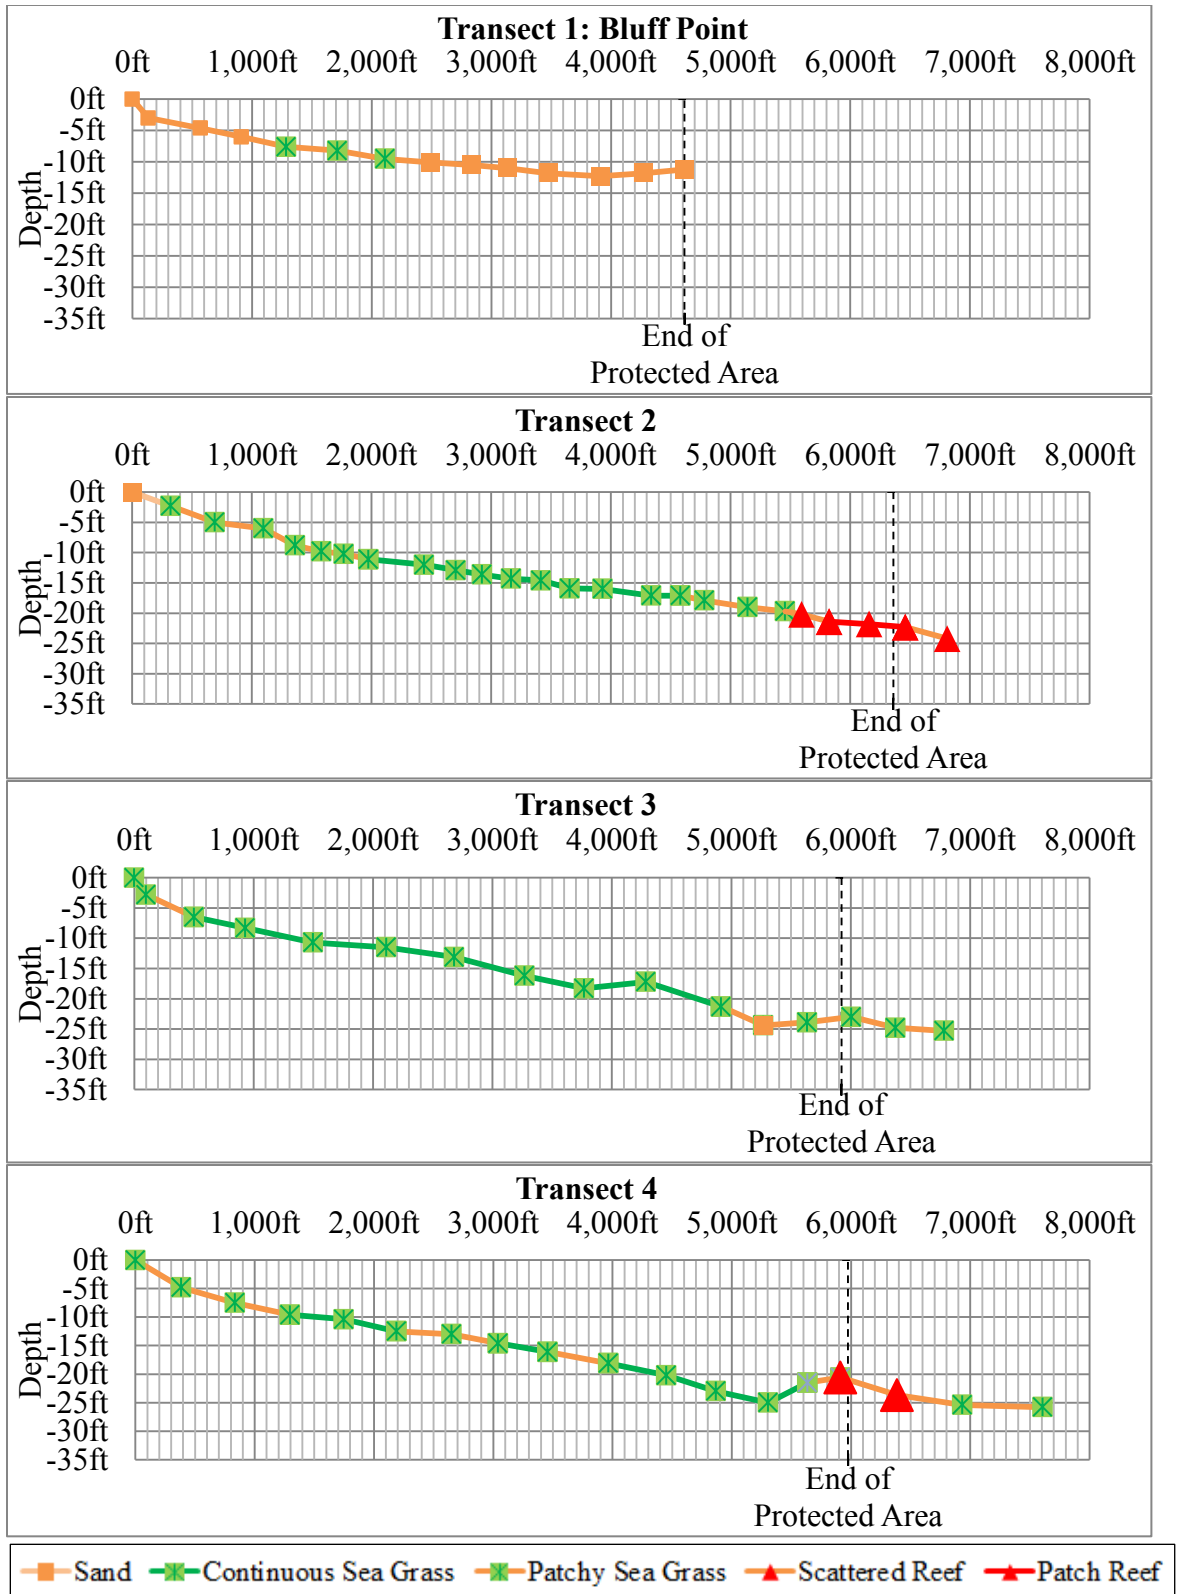 Transect 1: Bluff Point
0ft 1,000ft 2,000ft 3,000ft 4,000ft 5,000ft 6,000ft 7,000ft 8,000ft
0ft
-5ft
-10ft
-15ft
-20ft
-25ft
-30ft
-35ft
Depth
End of
Protected Area
Transect 2
0ft 1,000ft 2,000ft 3,000ft 4,000ft 5,000ft 6,000ft 7,000ft 8,000ft
0ft
-5ft
-10ft
-15ft
-20ft
-25ft
-30ft
-35ft
Depth
End of
Protected Area
Transect 3
0ft 1,000ft 2,000ft 3,000ft 4,000ft 5,000ft 6,000ft 7,000ft 8,000ft
0ft
-5ft
-10ft
-15ft
-20ft
-25ft
-30ft
-35ft
Depth
End of
Protected Area
Transect 4
0ft 1,000ft 2,000ft 3,000ft 4,000ft 5,000ft 6,000ft 7,000ft 8,000ft
0ft
-5ft
-10ft
-15ft
-20ft
-25ft
-30ft
-35ft
Depth
End of
Protected Area
Sand Continuous Sea Grass Patchy Sea Grass Scattered Reef Patch Reef